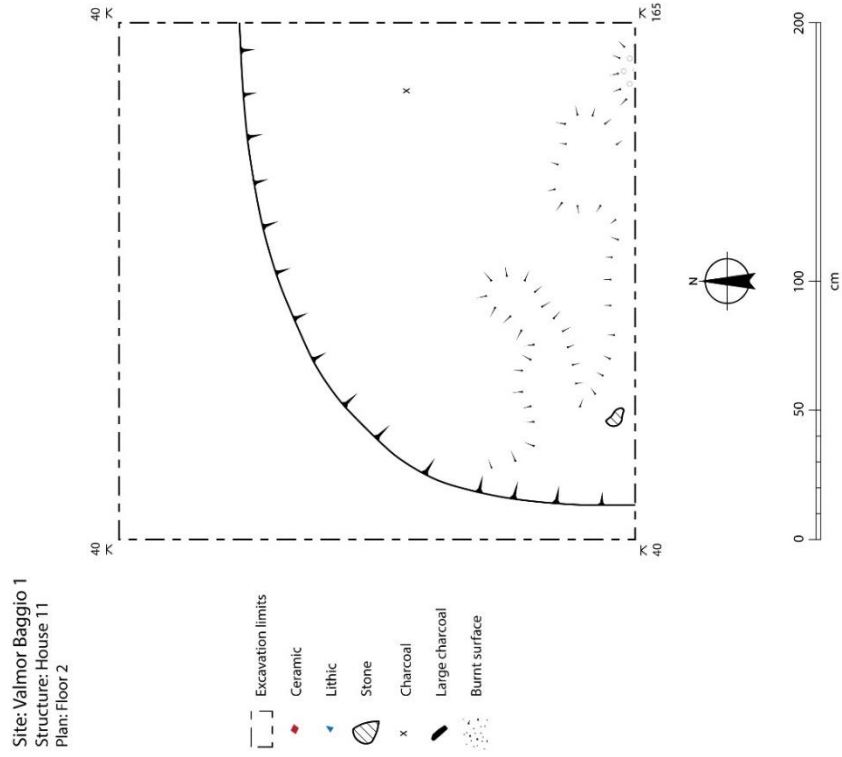 Site: Valmor Baggio 1
Structure: House 11
Plan: Floor 2
Excavation limits
Ceramic
Lithic
Stone
x Charcoal
Large charcoal
Burnt surface
40 K
K 165
40 K
K 40
x
N
0 50 100 200
cm